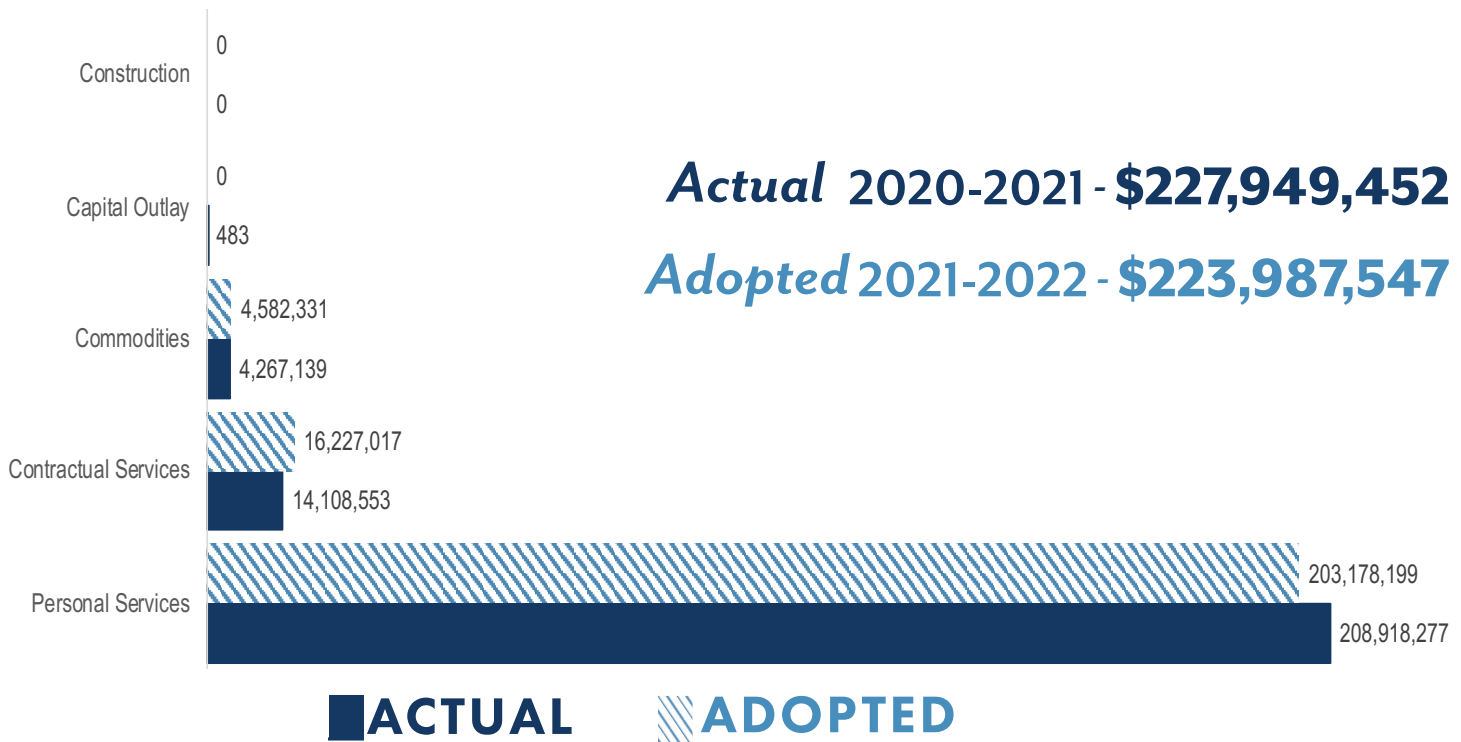 0
Construction
0
0
Capital Outlay
483
Actual 2020-2021 - $227,949,452
Adopted 2021-2022 - $223,987,547
4,582,331
Commodities
4,267,139
16,227,017
Contractual Services
14,108,553
203,178,199
Personal Services
208,918,277
ACTUAL ADOPTED